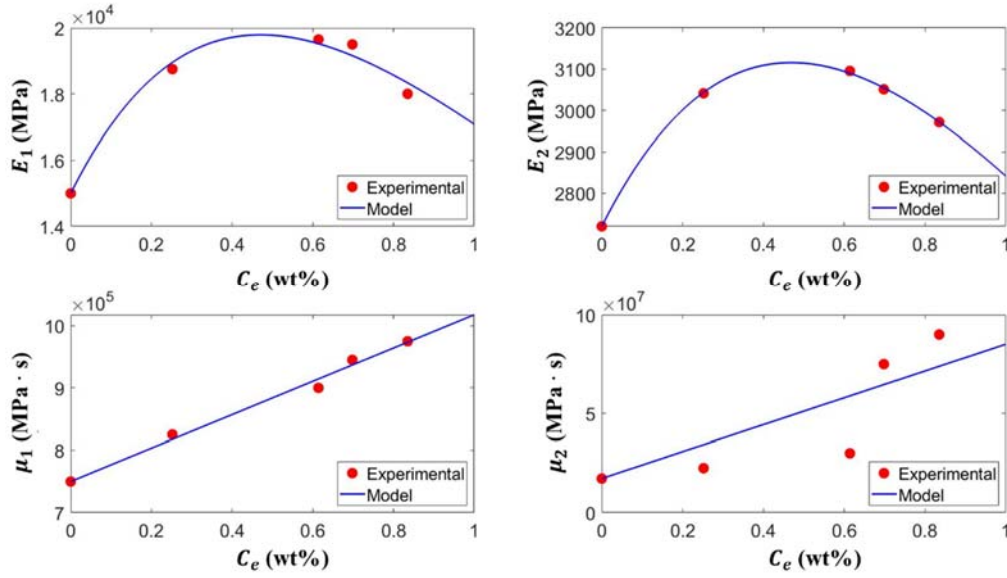 ×10⁴
2
1.8
1.6
1.4
E₁ (MPa)
Experimental
Model
0 0.2 0.4 0.6 0.8 1
Cₑ (wt%)
3200
3100
3000
2900
2800
E₂ (MPa)
Experimental
Model
0 0.2 0.4 0.6 0.8 1
Cₑ (wt%)
×10⁵
10
9
8
7
μ₁ (MPa · s)
Experimental
Model
0 0.2 0.4 0.6 0.8 1
Cₑ (wt%)
×10⁷
10
5
0
μ₂ (MPa · s)
Experimental
Model
0 0.2 0.4 0.6 0.8 1
Cₑ (wt%)